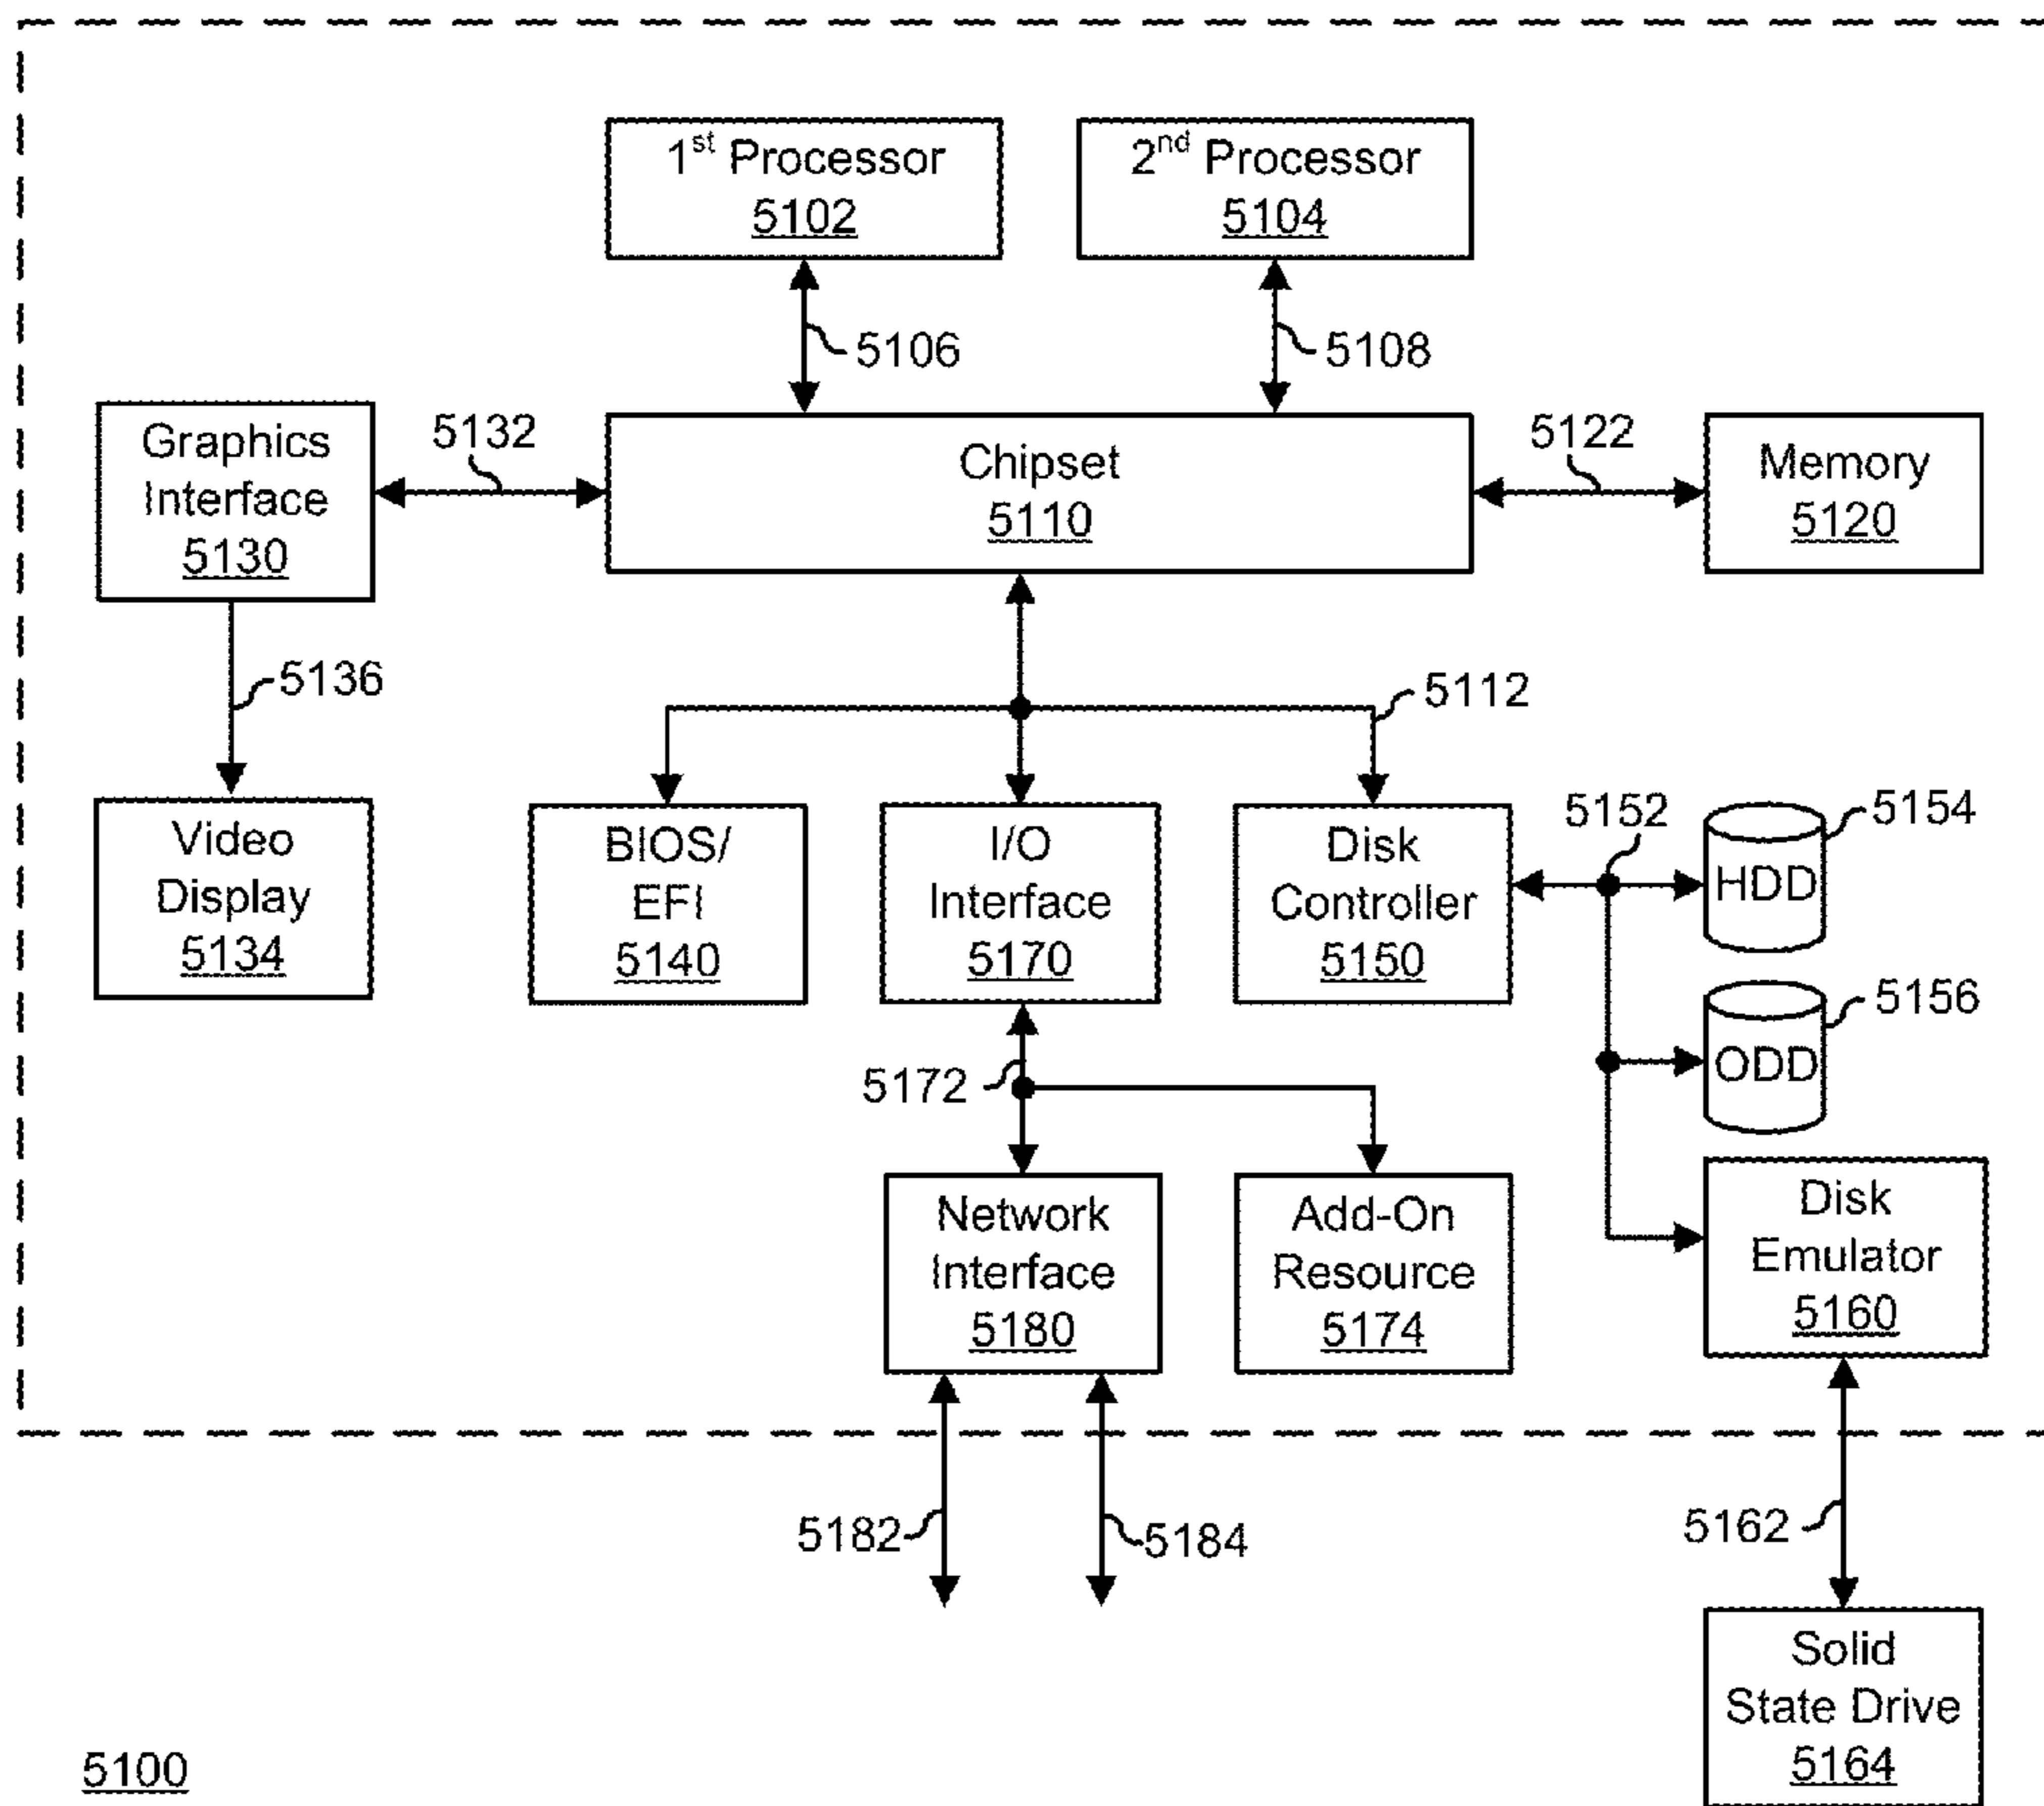 1st Processor
5102
2nd Processor
5104
5106
5108
Graphics
Interface
5130
5132
Chipset
5110
5122
Memory
5120
5136
5112
Video
Display
5134
BIOS/
EFI
5140
I/O
Interface
5170
Disk
Controller
5150
5152
HDD
5154
ODD
5156
5172
Network
Interface
5180
Add-On
Resource
5174
Disk
Emulator
5160
5182
5184
5162
Solid
State Drive
5164
5100